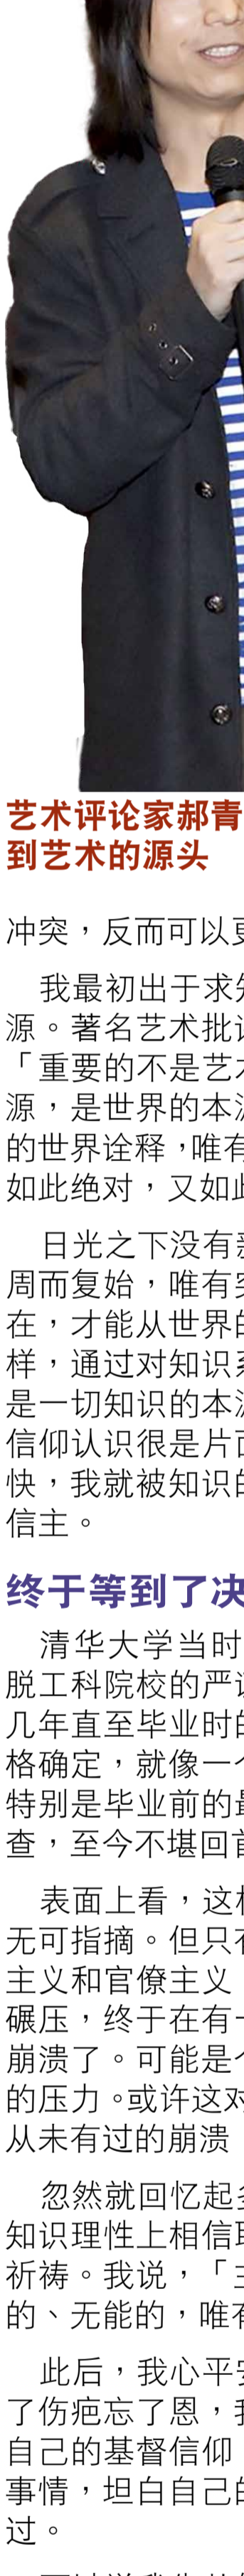 艺术评论家郝青
到艺术的源头
冲突，反而可以
我最初出于求
源。著名艺术批
「重要的不是艺
源，是世界的本
的世界诠释，唯有
如此绝对，又如
日光之下没有
周而复始，唯有
在，才能从世界
样，通过对知识
是一切知识的本
信仰认识很是片
快，我就被知识
信主。
终于等到了决
清华大学当时
脱工科院校的严
几年直至毕业时
格确定，就像一
特别是毕业前的
查，至今不堪回
表面上看，这
无可指摘。但只
主义和官僚主义
碾压，终于在有一
崩溃了。可能是
的压力。或许这对
从未有过的崩溃
忽然就回忆起
知识理性上相信
祈祷。我说，「
的、无能的，唯有
此后，我心平
了伤疤忘了恩，
自己的基督信仰
事情，坦白自己
过。